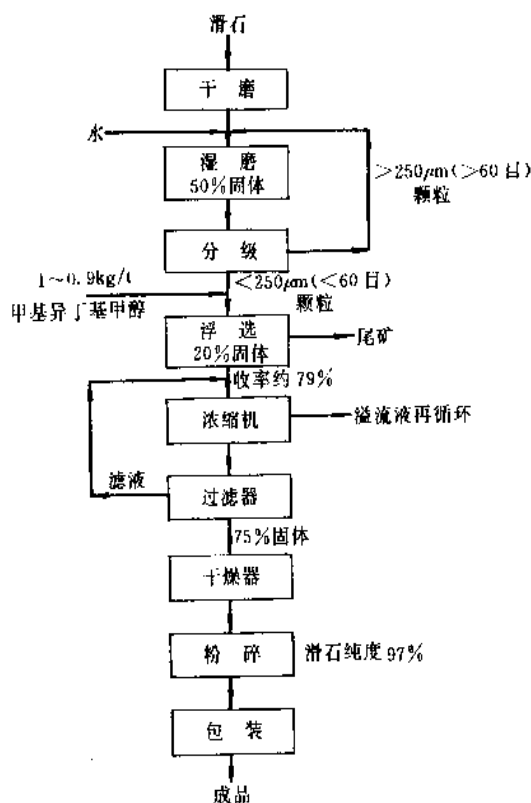 滑石
干磨
水
湿磨
50%固体
>250μm(>60目)
颗粒
分级
1~0.9kg/t
甲基异丁基甲醇
<250μm(<60目)
颗粒
浮选
20%固体
尾矿
收率约79%
浓缩机
溢流液再循环
滤液
过滤器
75%固体
干燥器
粉碎
滑石纯度97%
包装
成品